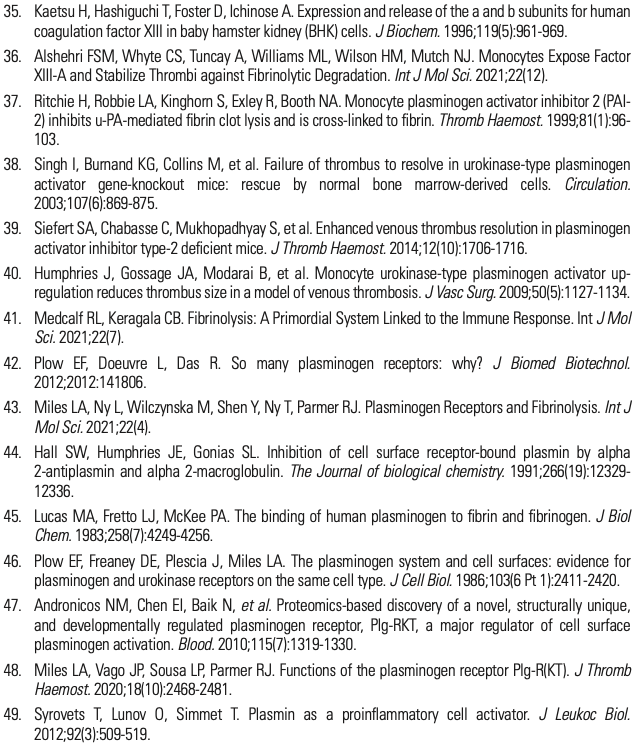 35. Kaetsu H, Hashiguchi T, Foster D, Ichinose A. Expression and release of the a and b subunits for human
coagulation factor XIII in baby hamster kidney (BHK) cells. J Biochem. 1996;119(5):961-969.
36. Alshehri FSM, Whyte CS, Tuncay A, Williams ML, Wilson HM, Mutch NJ. Monocytes Expose Factor
XIII-A and Stabilize Thrombi against Fibrinolytic Degradation. Int J Mol Sci. 2021;22(12).
37. Ritchie H, Robbie LA, Kinghorn S, Exley R, Booth NA. Monocyte plasminogen activator inhibitor 2 (PAI-
2) inhibits u-PA-mediated fibrin clot lysis and is cross-linked to fibrin. Thromb Haemost. 1999;81(1):96-
103.
38. Singh I, Burnand KG, Collins M, et al. Failure of thrombus to resolve in urokinase-type plasminogen
activator gene-knockout mice: rescue by normal bone marrow-derived cells. Circulation.
2003;107(6):869-875.
39. Siefert SA, Chabasse C, Mukhopadhyay S, et al. Enhanced venous thrombus resolution in plasminogen
activator inhibitor type-2 deficient mice. J Thromb Haemost. 2014;12(10):1706-1716.
40. Humphries J, Gossage JA, Modarai B, et al. Monocyte urokinase-type plasminogen activator up-
regulation reduces thrombus size in a model of venous thrombosis. J Vasc Surg. 2009;50(5):1127-1134.
41. Medcalf RL, Keragala CB. Fibrinolysis: A Primordial System Linked to the Immune Response. Int J Mol
Sci. 2021;22(7).
42. Plow EF, Doeuvre L, Das R. So many plasminogen receptors: why? J Biomed Biotechnol.
2012;2012:141806.
43. Miles LA, Ny L, Wilczynska M, Shen Y, Ny T, Parmer RJ. Plasminogen Receptors and Fibrinolysis. Int J
Mol Sci. 2021;22(4).
44. Hall SW, Humphries JE, Gonias SL. Inhibition of cell surface receptor-bound plasmin by alpha
2-antiplasmin and alpha 2-macroglobulin. The Journal of biological chemistry. 1991;266(19):12329-
12336.
45. Lucas MA, Fretto LJ, McKee PA. The binding of human plasminogen to fibrin and fibrinogen. J Biol
Chem. 1983;258(7):4249-4256.
46. Plow EF, Freaney DE, Plescia J, Miles LA. The plasminogen system and cell surfaces: evidence for
plasminogen and urokinase receptors on the same cell type. J Cell Biol. 1986;103(6 Pt 1):2411-2420.
47. Andronicos NM, Chen EI, Baik N, et al. Proteomics-based discovery of a novel, structurally unique,
and developmentally regulated plasminogen receptor, Plg-RKT, a major regulator of cell surface
plasminogen activation. Blood. 2010;115(7):1319-1330.
48. Miles LA, Vago JP, Sousa LP, Parmer RJ. Functions of the plasminogen receptor Plg-R(KT). J Thromb
Haemost. 2020;18(10):2468-2481.
49. Syrovets T, Lunov O, Simmet T. Plasmin as a proinflammatory cell activator. J Leukoc Biol.
2012;92(3):509-519.